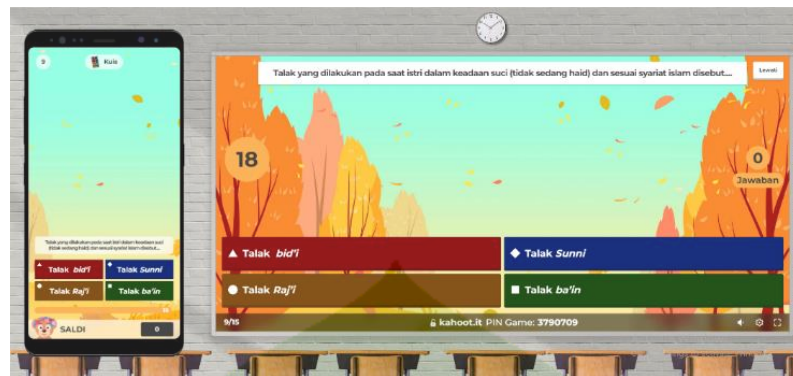 9
Kuis
Talak yang dilakukan pada saat istri dalam keadaan suci
(tidak sedang haid) dan sesuai syariat islam disebut....
▲ Talak bid'i
◆ Talak Sunni
● Talak Raj'i
■ Talak ba'in
SALDI
0
Talak yang dilakukan pada saat istri dalam keadaan suci (tidak sedang haid) dan sesuai syariat islam disebut....
Lewati
18
0
Jawaban
▲ Talak bid'i
◆ Talak Sunni
● Talak Raj'i
■ Talak ba'in
9/15
kahoot.it PIN Game: 3790709